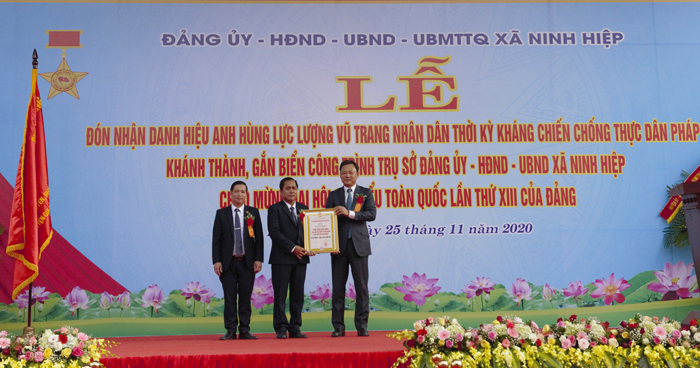 ĐẢNG ỦY - HĐND - UBND - UBMTTQ XÃ NINH HIỆP
LỄ
ĐÓN NHẬN DANH HIỆU ANH HÙNG LỰC LƯỢNG VŨ TRANG NHÂN DÂN THỜI KỲ KHÁNG CHIẾN CHỐNG THỰC DÂN PHÁP
KHÁNH THÀNH, GẮN BIỂN CÔNG TRÌNH TRỤ SỞ ĐẢNG ỦY - HĐND - UBND XÃ NINH HIỆP
TOÀN QUỐC LẦN THỨ XIII CỦA ĐẢNG
25 tháng 11 năm 2020